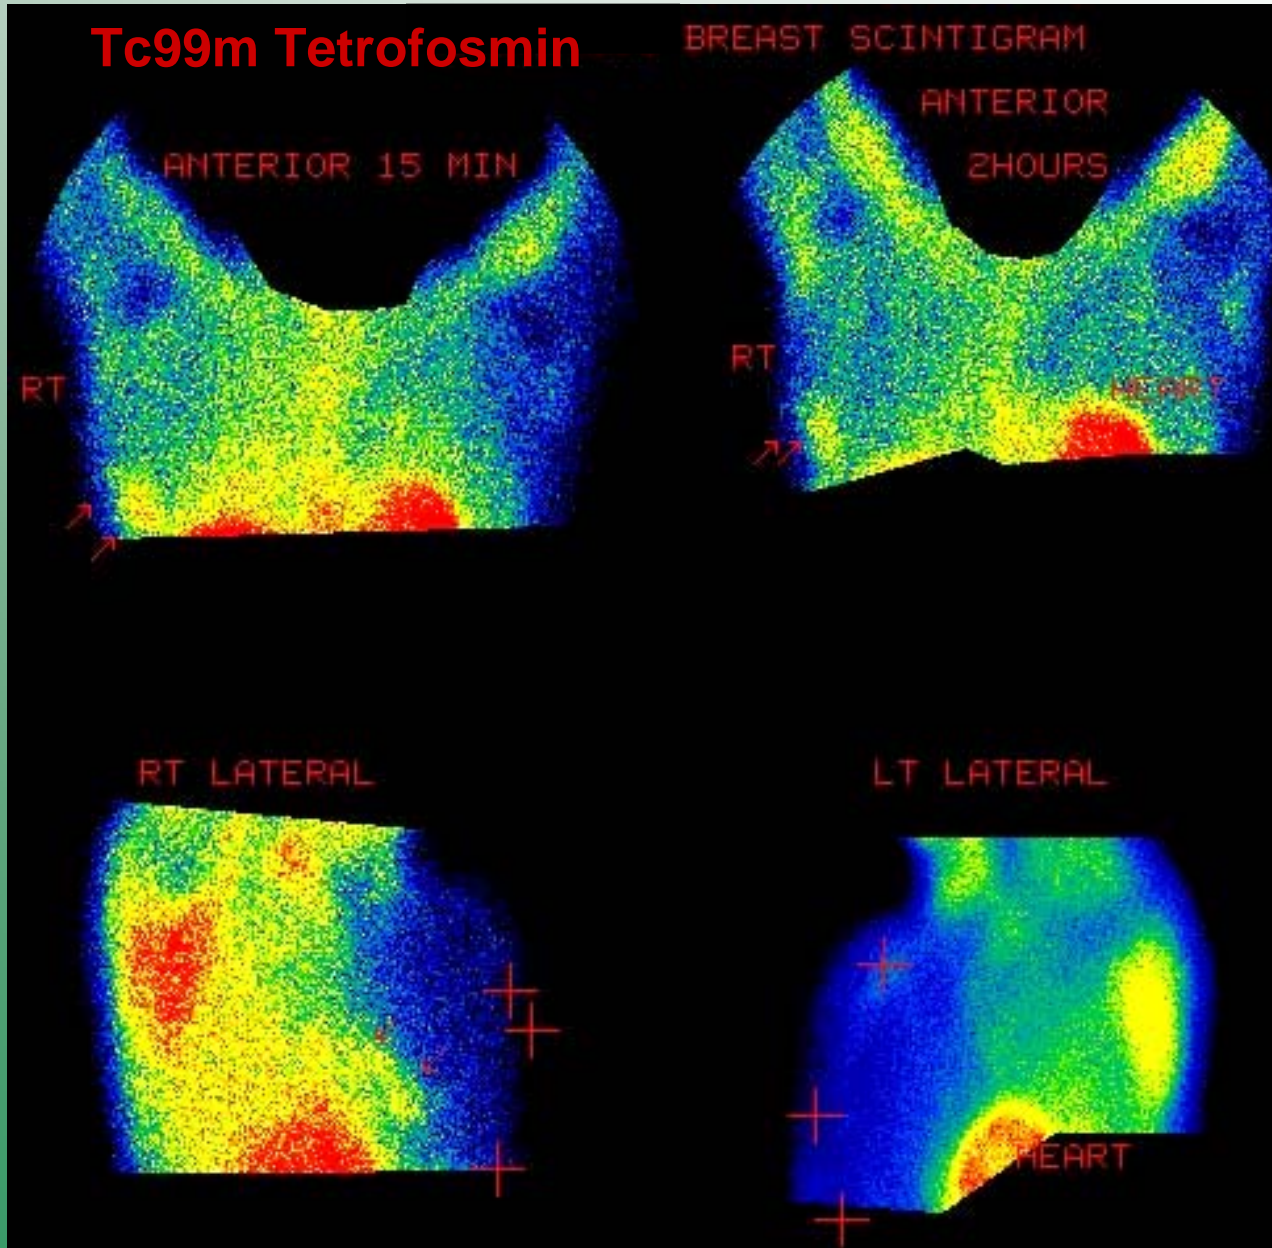 Tc99m Tetrofosmin
BREAST SCINTIGRAM
ANTERIOR
2HOURS
ANTERIOR 15 MIN
RT
RT
HEART
RT LATERAL
LT LATERAL
HEART